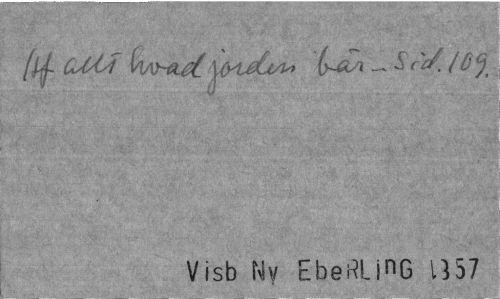 Af allt hvad jorden bär – Sid. 109.
Visb Ny EbeRLinG 1357